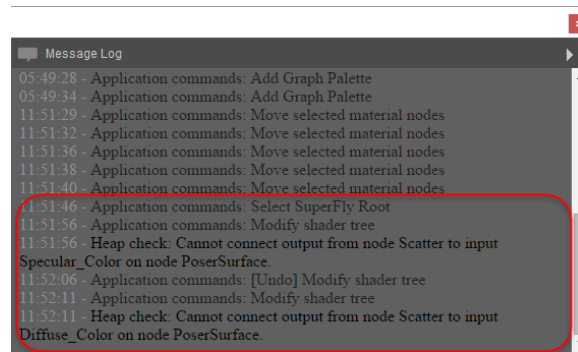 Message Log
05:49:28 - Application commands: Add Graph Palette
05:49:34 - Application commands: Add Graph Palette
11:51:29 - Application commands: Move selected material nodes
11:51:32 - Application commands: Move selected material nodes
11:51:36 - Application commands: Move selected material nodes
11:51:38 - Application commands: Move selected material nodes
11:51:40 - Application commands: Move selected material nodes
11:51:46 - Application commands: Select SuperFly Root
11:51:56 - Application commands: Modify shader tree
11:51:56 - Heap check: Cannot connect output from node Scatter to input
Specular_Color on node PoserSurface.
11:52:06 - Application commands: [Undo] Modify shader tree
11:52:11 - Application commands: Modify shader tree
11:52:11 - Heap check: Cannot connect output from node Scatter to input
Diffuse_Color on node PoserSurface.